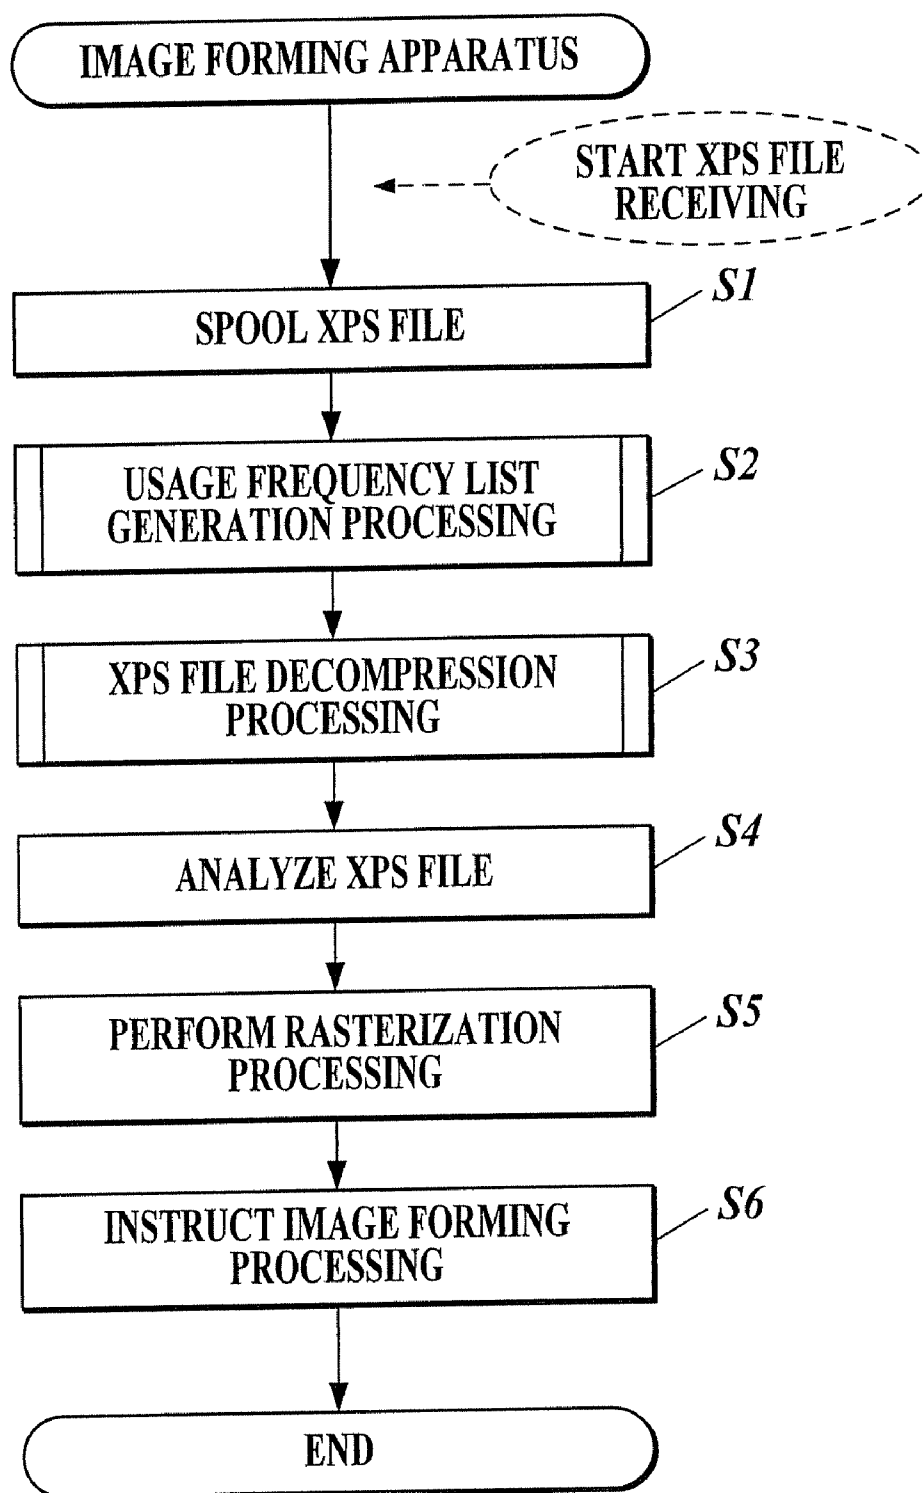 IMAGE FORMING APPARATUS
START XPS FILE
RECEIVING
S1
SPOOL XPS FILE
S2
USAGE FREQUENCY LIST
GENERATION PROCESSING
S3
XPS FILE DECOMPRESSION
PROCESSING
S4
ANALYZE XPS FILE
S5
PERFORM RASTERIZATION
PROCESSING
S6
INSTRUCT IMAGE FORMING
PROCESSING
END